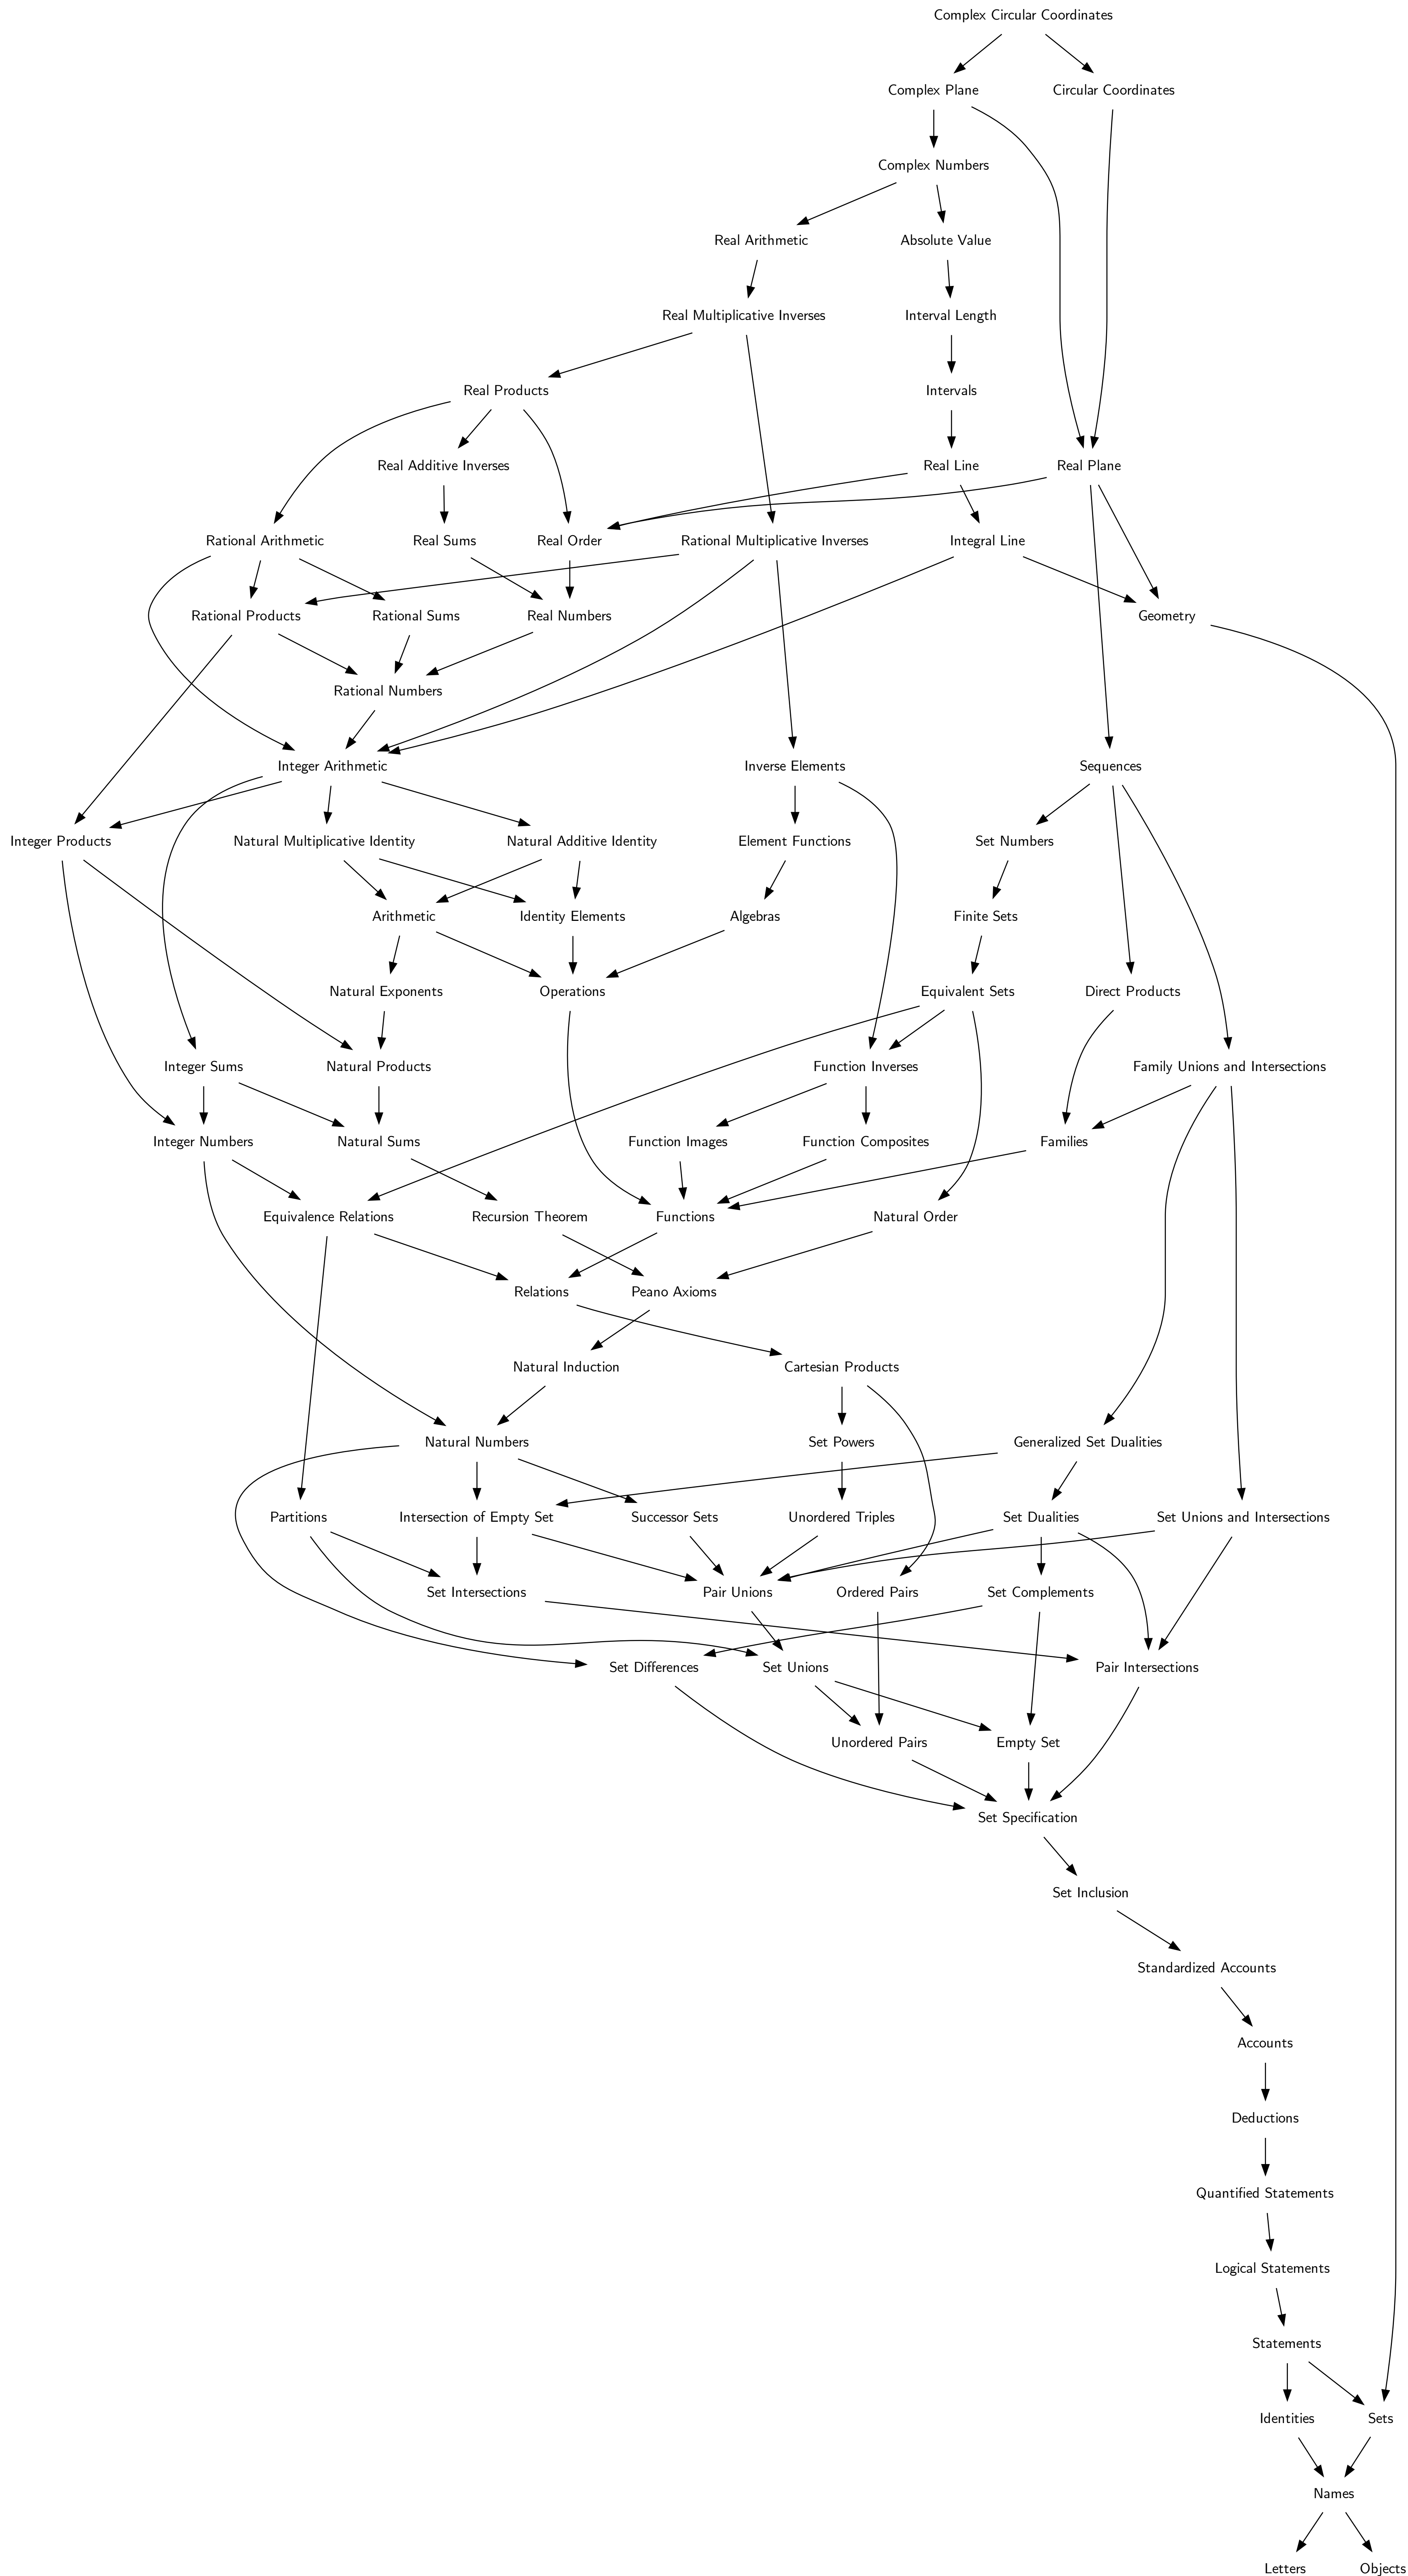 Complex Circular Coordinates
Complex Plane
Circular Coordinates
Complex Numbers
Real Arithmetic
Absolute Value
Real Multiplicative Inverses
Interval Length
Real Products
Intervals
Real Additive Inverses
Real Line
Real Plane
Rational Arithmetic
Real Sums
Real Order
Rational Multiplicative Inverses
Integral Line
Rational Products
Rational Sums
Real Numbers
Geometry
Rational Numbers
Integer Arithmetic
Inverse Elements
Sequences
Integer Products
Natural Multiplicative Identity
Natural Additive Identity
Element Functions
Set Numbers
Arithmetic
Identity Elements
Algebras
Finite Sets
Natural Exponents
Operations
Equivalent Sets
Direct Products
Integer Sums
Natural Products
Function Inverses
Family Unions and Intersections
Integer Numbers
Natural Sums
Function Images
Function Composites
Families
Equivalence Relations
Recursion Theorem
Functions
Natural Order
Relations
Peano Axioms
Natural Induction
Cartesian Products
Natural Numbers
Set Powers
Generalized Set Dualities
Partitions
Intersection of Empty Set
Successor Sets
Unordered Triples
Set Dualities
Set Unions and Intersections
Set Intersections
Pair Unions
Ordered Pairs
Set Complements
Set Differences
Set Unions
Pair Intersections
Unordered Pairs
Empty Set
Set Specification
Set Inclusion
Standardized Accounts
Accounts
Deductions
Quantified Statements
Logical Statements
Statements
Identities
Sets
Names
Letters
Objects